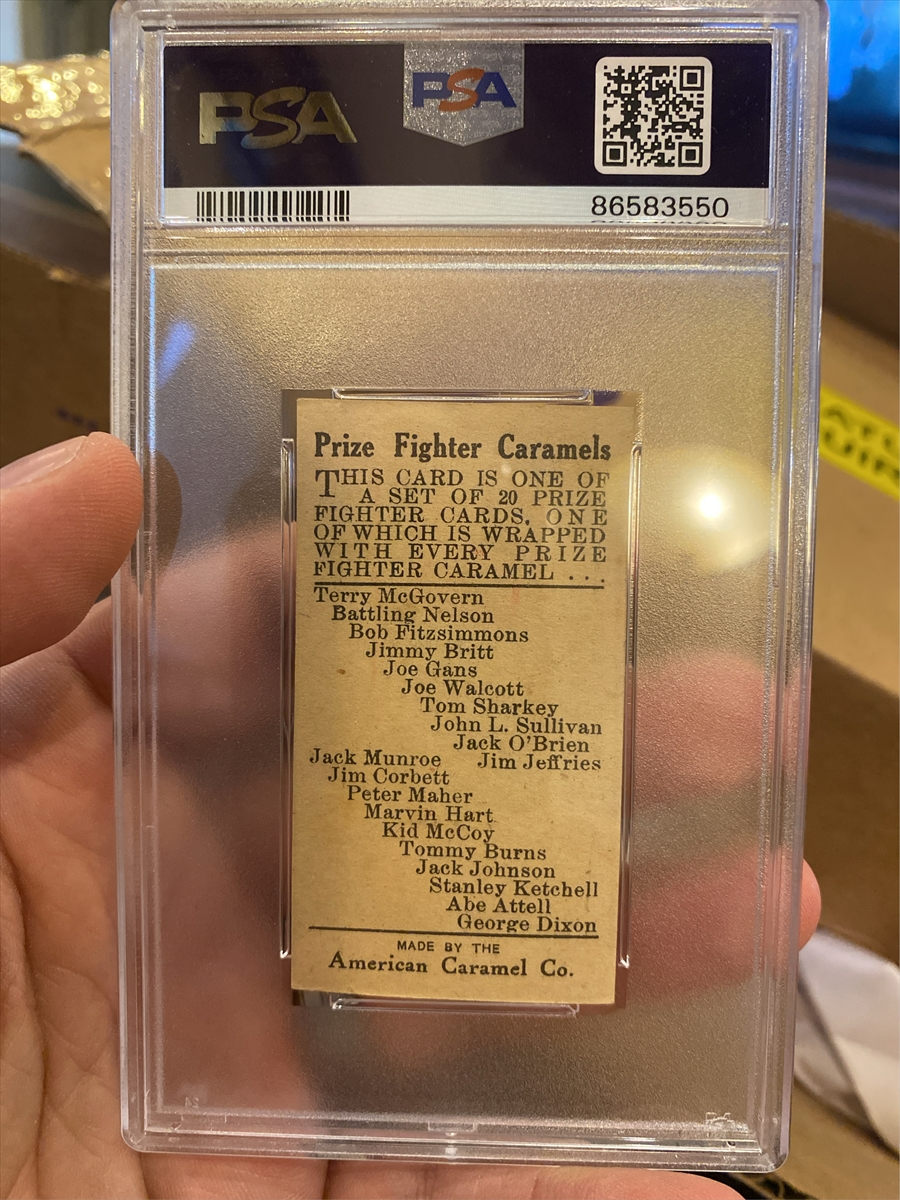 PSA
PSA
86583550
Prize Fighter Caramels
THIS CARD IS ONE OF
A SET OF 20 PRIZE
FIGHTER CARDS, ONE
OF WHICH IS WRAPPED
WITH EVERY PRIZE
FIGHTER CARAMEL ...
Terry McGovern
Battling Nelson
Bob Fitzsimmons
Jimmy Britt
Joe Gans
Joe Walcott
Tom Sharkey
John L. Sullivan
Jack O'Brien
Jack Munroe Jim Jeffries
Jim Corbett
Peter Maher
Marvin Hart
Kid McCoy
Tommy Burns
Jack Johnson
Stanley Ketchell
Abe Attell
George Dixon
MADE BY THE
American Caramel Co.